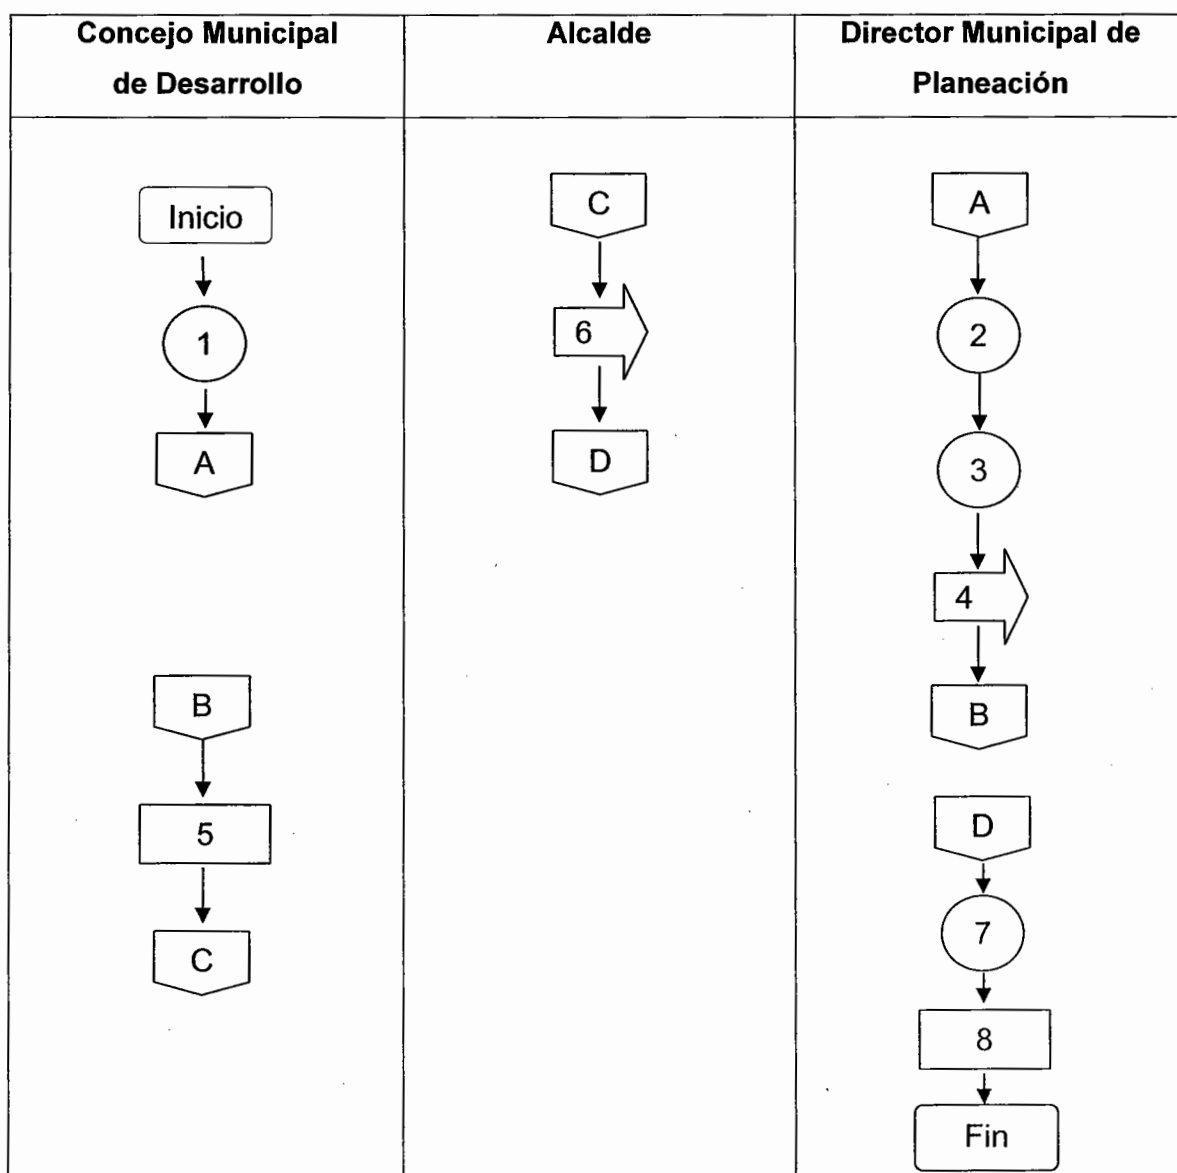 Concejo Municipal
de Desarrollo
Alcalde
Director Municipal de
Planeación
Inicio
1
A
B
5
C
C
6
D
A
2
3
4
B
D
7
8
Fin